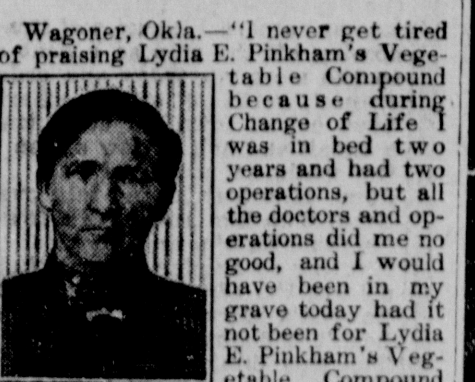 Wagoner, Okla.—"I never get tired
of praising Lydia E. Pinkham's Vege-
table Compound
because during
Change of Life I
was in bed two
years and had two
operations, but all
the doctors and op-
erations did me no
good, and I would
have been in my
grave today had it
not been for Lydia
E. Pinkham's Veg-
etable Compound